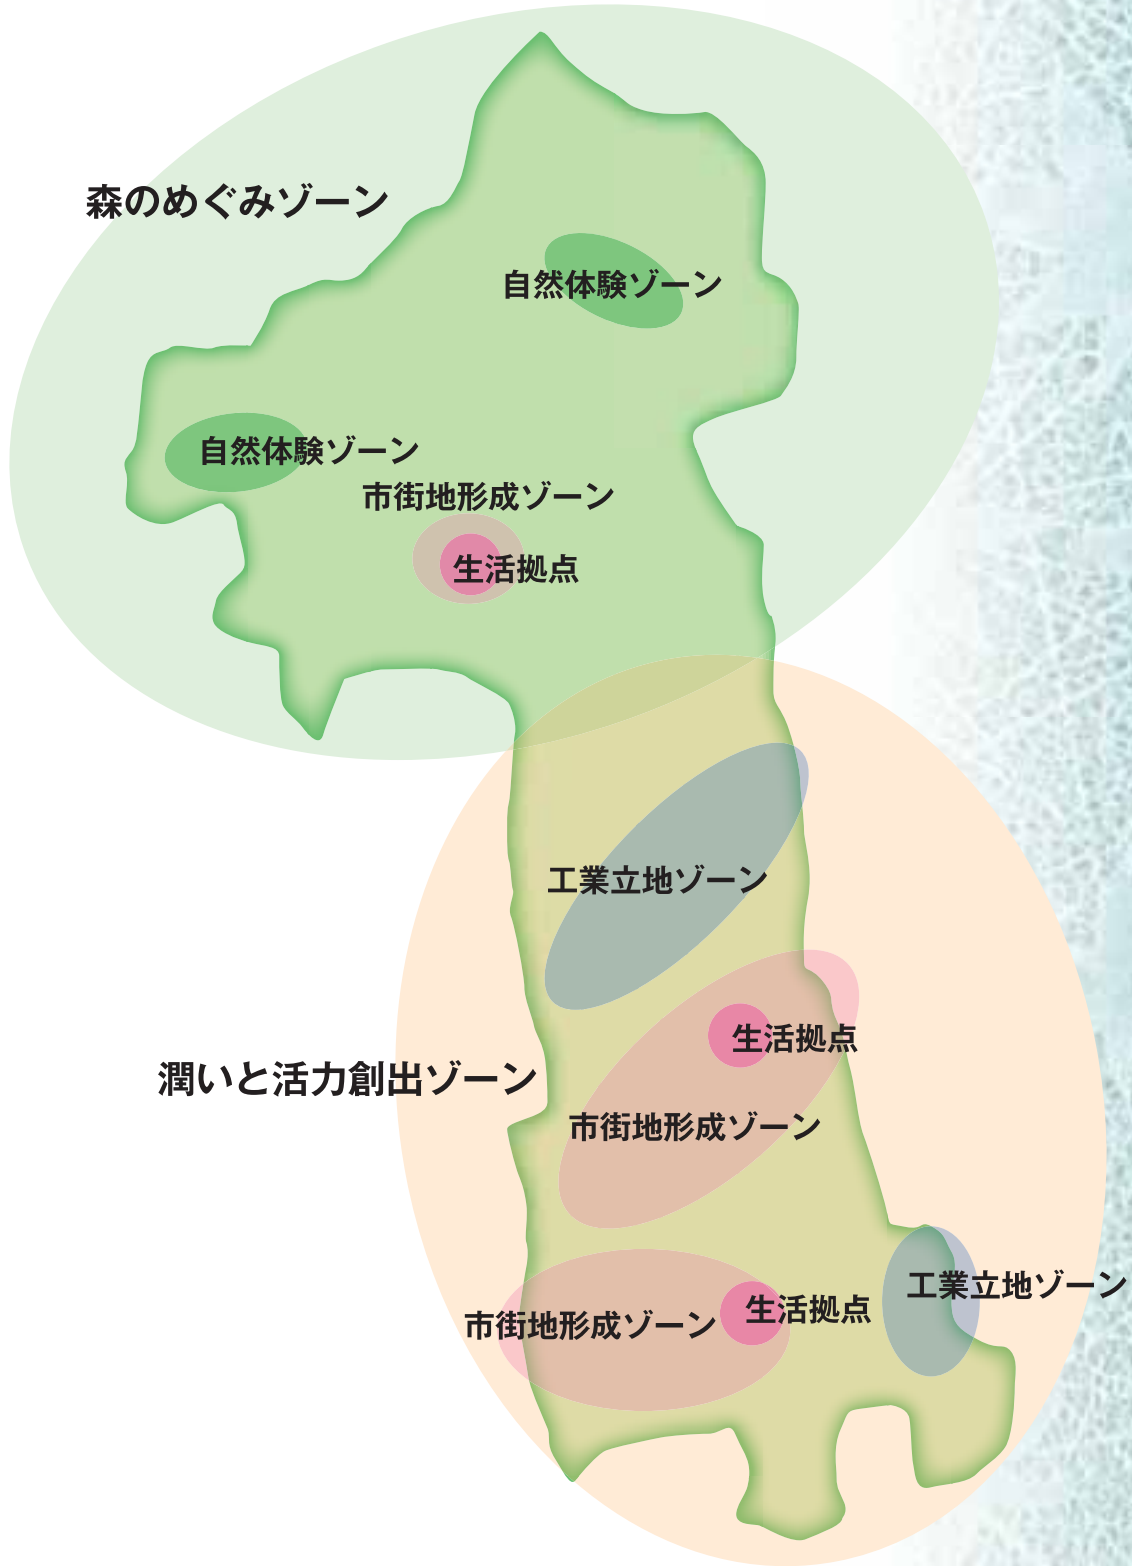 森のめぐみゾーン
自然体験ゾーン
自然体験ゾーン
市街地形成ゾーン
生活拠点
工業立地ゾーン
生活拠点
潤いと活力創出ゾーン
市街地形成ゾーン
工業立地ゾーン
生活拠点
市街地形成ゾーン